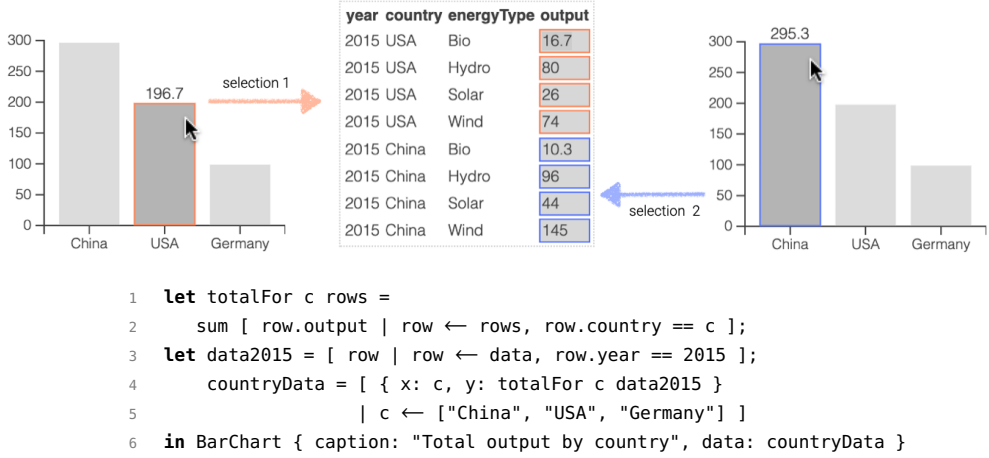 300
250
200
150
100
50
0
196.7
China USA Germany
selection 1
year country energyType output
2015 USA Bio 16.7
2015 USA Hydro 80
2015 USA Solar 26
2015 USA Wind 74
2015 China Bio 10.3
2015 China Hydro 96
2015 China Solar 44
2015 China Wind 145
selection 2
295.3
300
250
200
150
100
50
0
China USA Germany
1 let totalFor c rows =
2 sum [ row.output | row ← rows, row.country == c ];
3 let data2015 = [ row | row ← data, row.year == 2015 ];
4 countryData = [ { x: c, y: totalFor c data2015 }
5 | c ← ["China", "USA", "Germany"] ]
6 in BarChart { caption: "Total output by country", data: countryData }